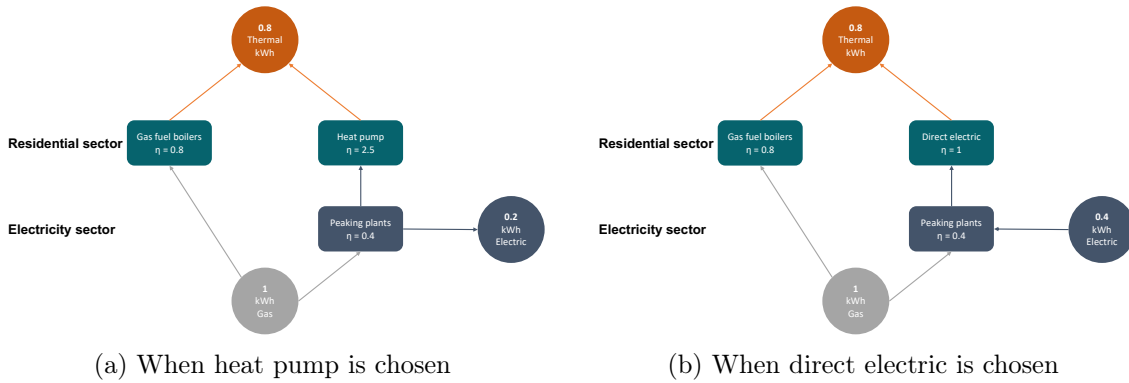 0.8
Thermal
kWh
Residential sector
Gas fuel boilers
η = 0.8
Heat pump
η = 2.5
Electricity sector
Peaking plants
η = 0.4
0.2
kWh
Electric
1
kWh
Gas
(a) When heat pump is chosen
0.8
Thermal
kWh
Residential sector
Gas fuel boilers
η = 0.8
Direct electric
η = 1
Electricity sector
Peaking plants
η = 0.4
0.4
kWh
Electric
1
kWh
Gas
(b) When direct electric is chosen